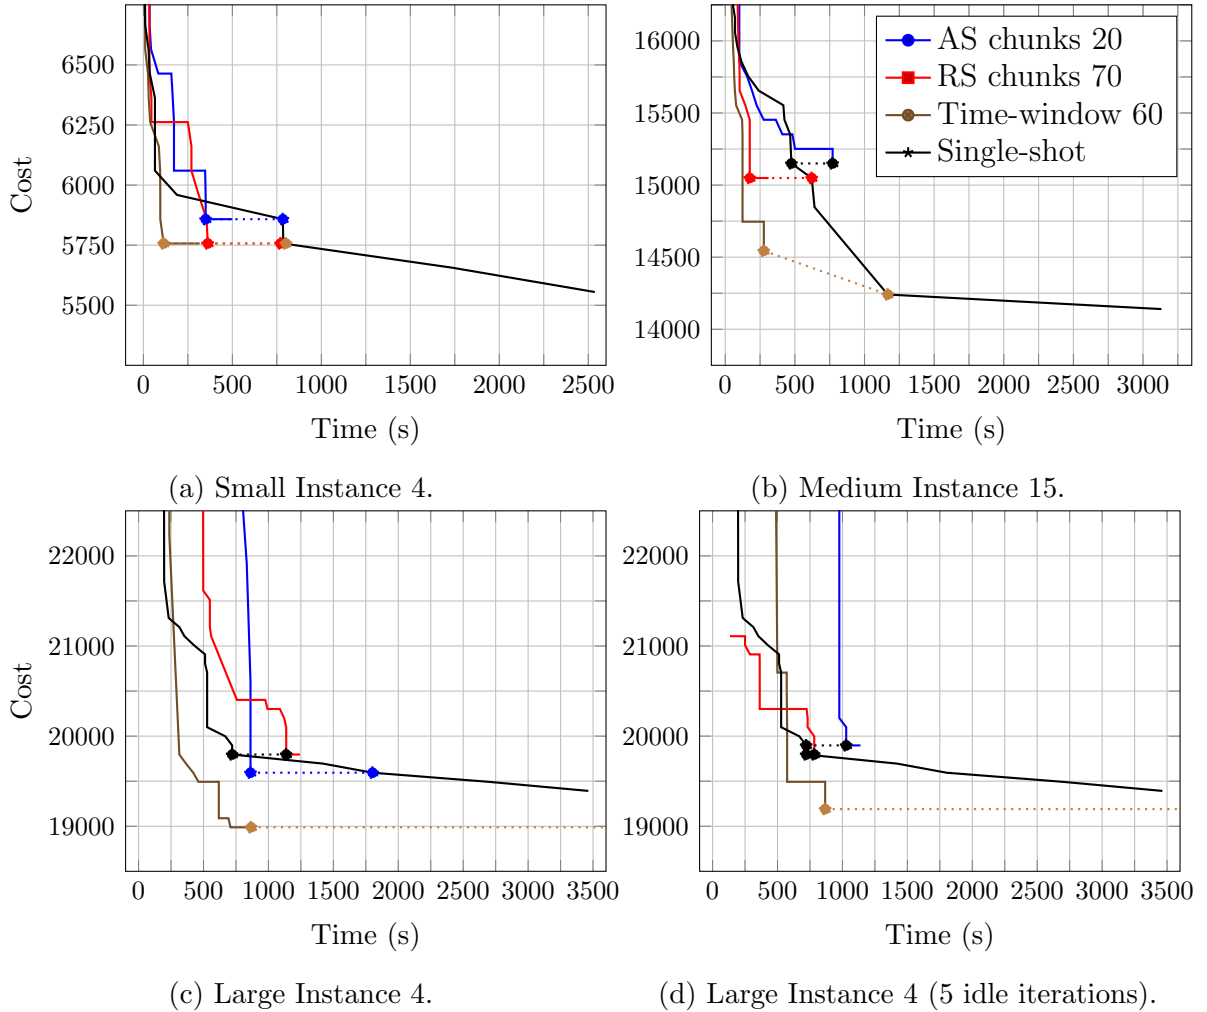 6500
6250
6000
5750
5500
Cost
0 500 1000 1500 2000 2500
Time (s)
(a) Small Instance 4.
16000
15500
15000
14500
14000
AS chunks 20
RS chunks 70
Time-window 60
Single-shot
0 500 1000 1500 2000 2500 3000
Time (s)
(b) Medium Instance 15.
22000
21000
20000
19000
Cost
0 500 1000 1500 2000 2500 3000 3500
Time (s)
(c) Large Instance 4.
22000
21000
20000
19000
0 500 1000 1500 2000 2500 3000 3500
Time (s)
(d) Large Instance 4 (5 idle iterations).